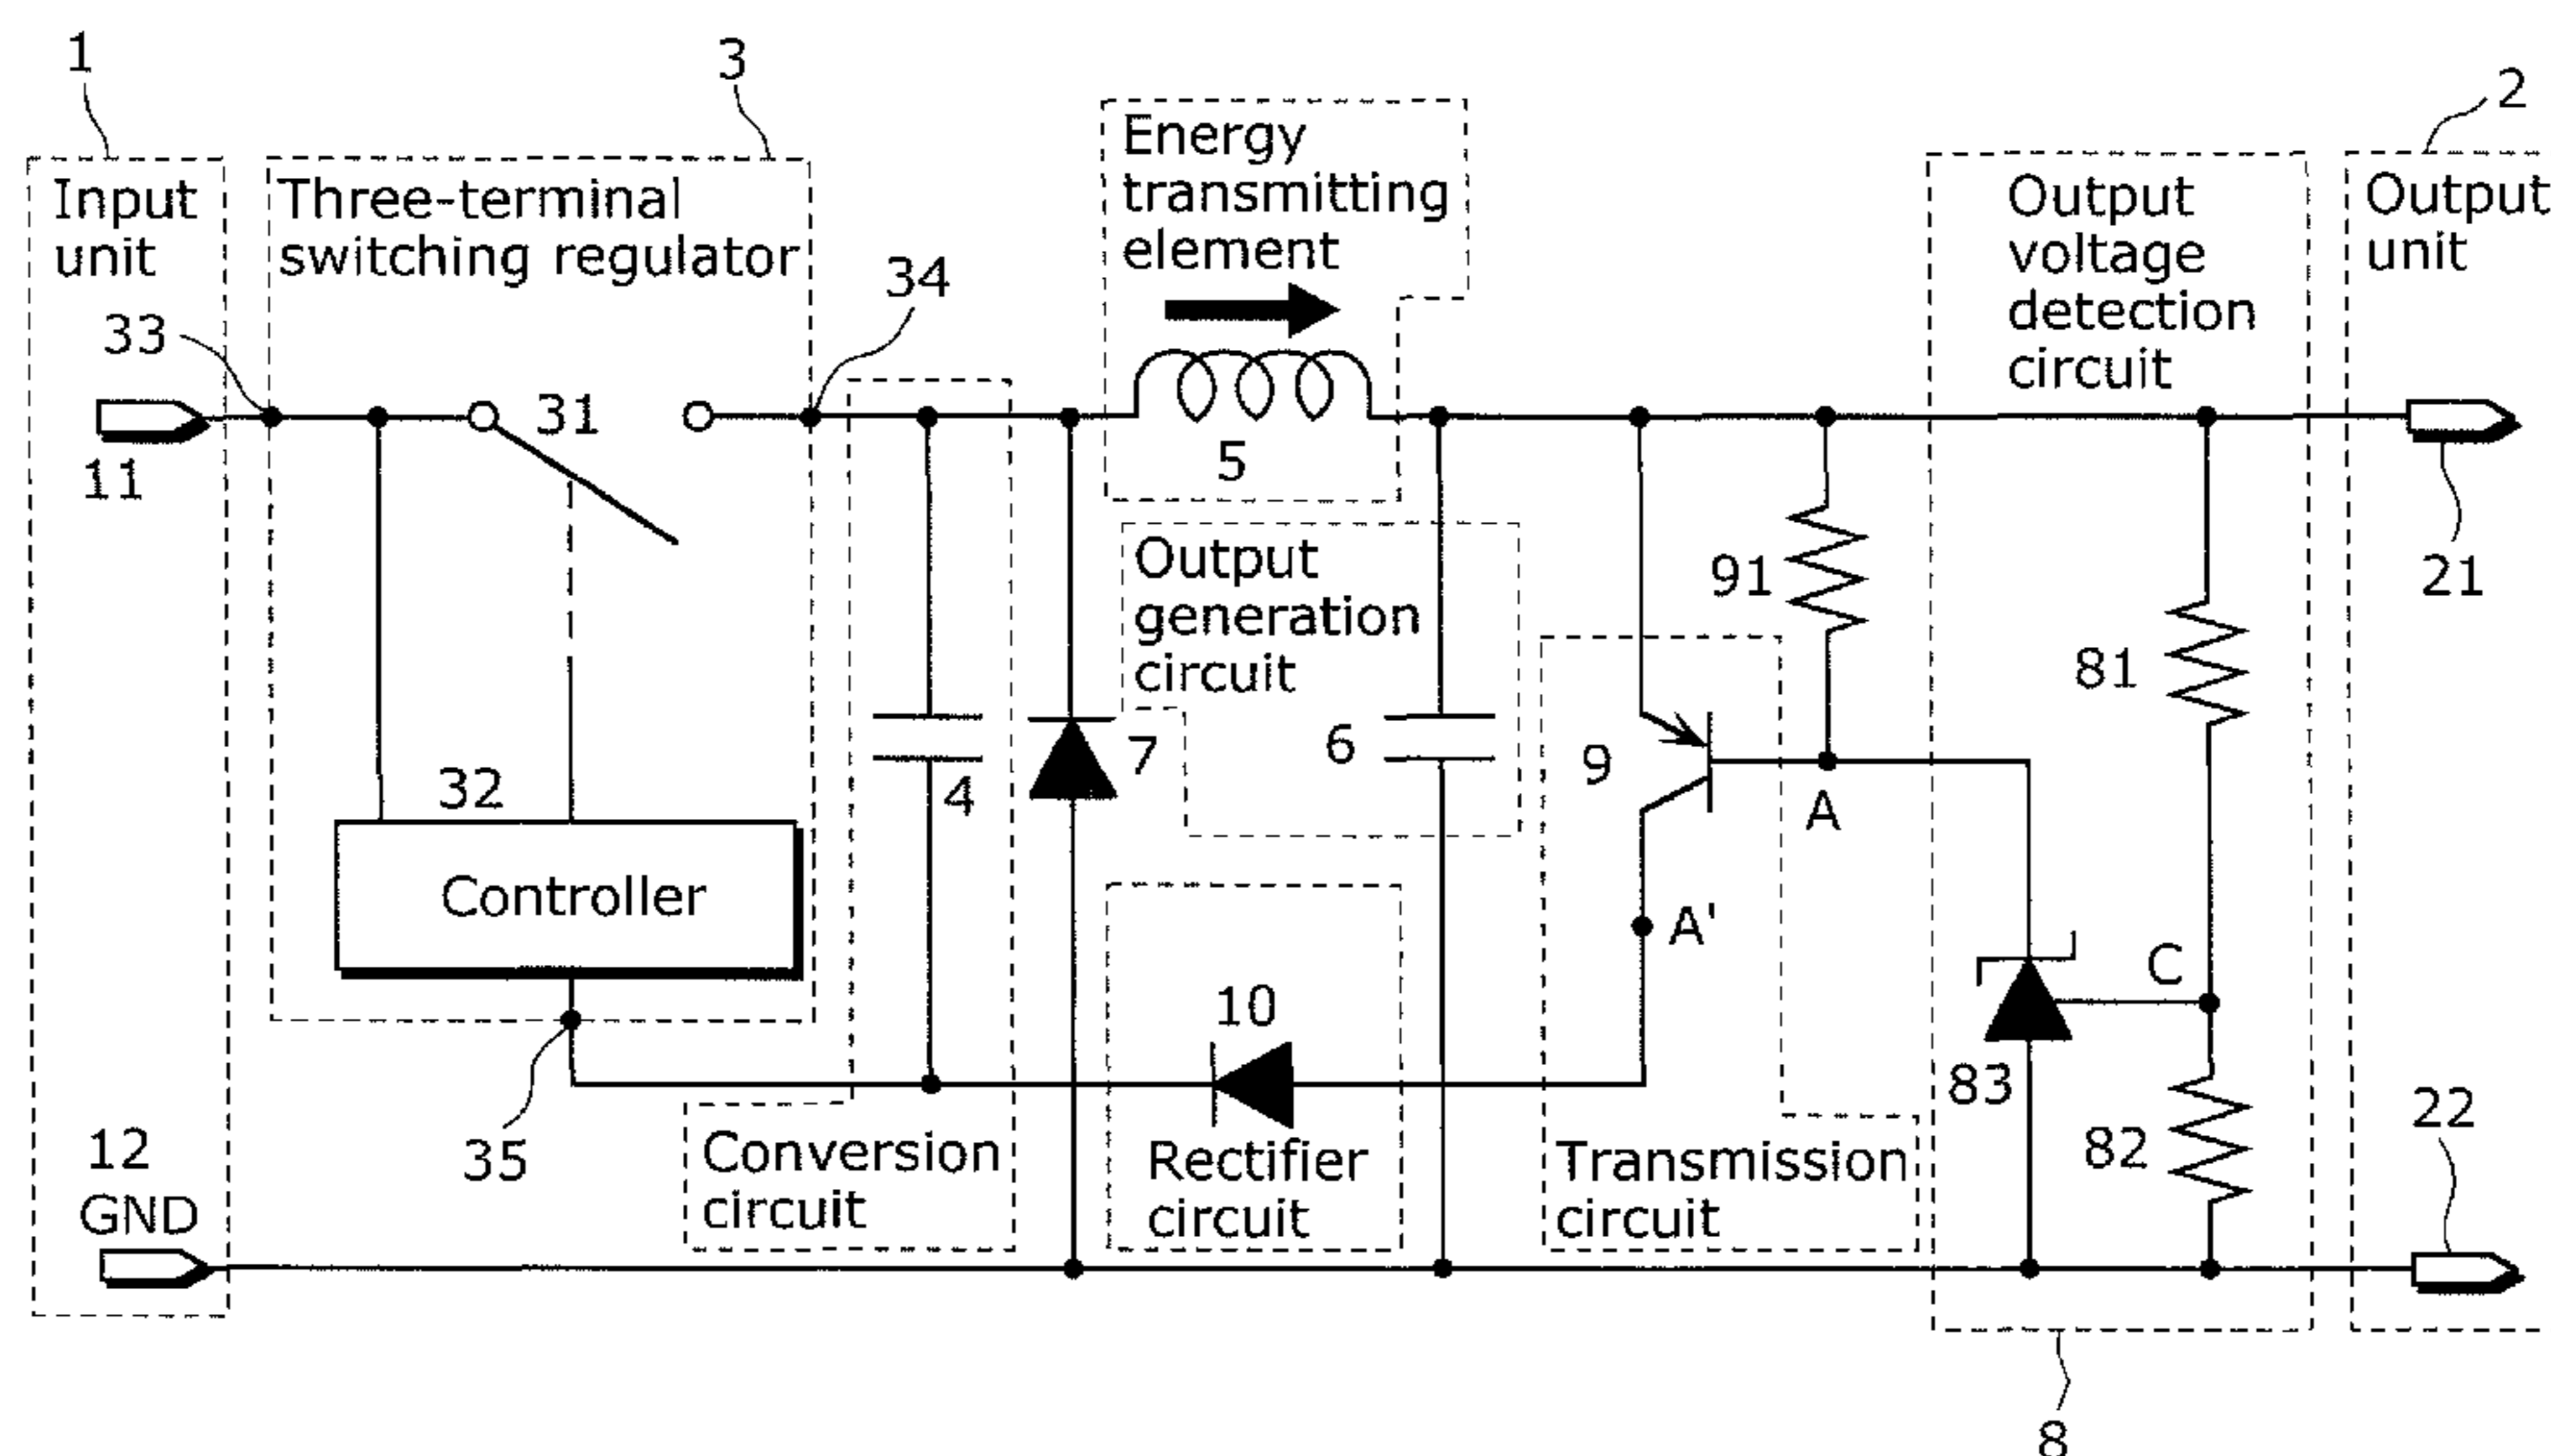 1
3
2
Input
unit
Three-terminal
switching regulator
Energy
transmitting
element
Output
voltage
detection
circuit
Output
unit
33
34
11
31
5
21
Output
generation
circuit
91
81
32
4
7
6
9
A
Controller
A'
C
10
83
35
12
GND
Conversion
circuit
Rectifier
circuit
Transmission
circuit
82
22
8